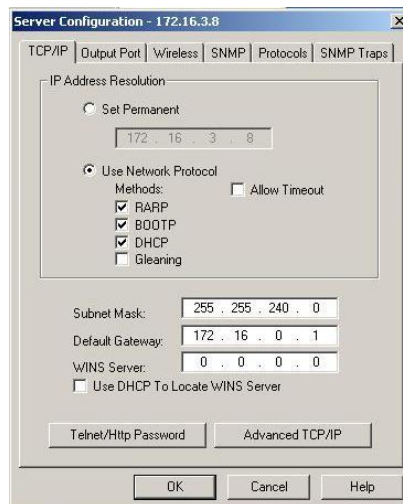 Server Configuration - 172.16.3.8
TCP/IP Output Port Wireless SNMP Protocols SNMP Traps
IP Address Resolution
Set Permanent
172 . 16 . 3 . 8
Use Network Protocol
Methods: Allow Timeout
RARP
BOOTP
DHCP
Gleaning
Subnet Mask: 255 . 255 . 240 . 0
Default Gateway: 172 . 16 . 0 . 1
WINS Server: 0 . 0 . 0 . 0
Use DHCP To Locate WINS Server
Telnet/Http Password Advanced TCP/IP
OK Cancel Help